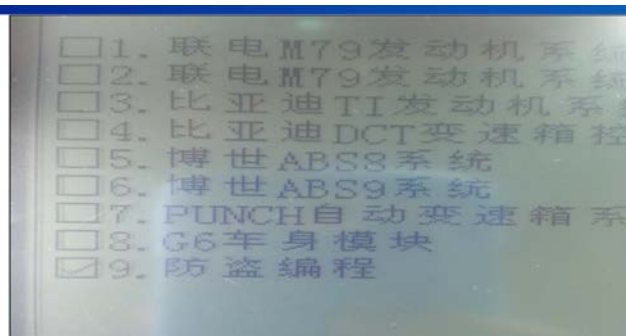 □1. 联电M79发动机系统
□2. 联电M79发动机系统
□3. 比亚迪TI发动机系
□4. 比亚迪DCT变速箱控
□5. 博世ABS8系统
□6. 博世ABS9系统
□7. PUNCH自动变速箱系
□8. G6车身模块
☑9. 防盗编程